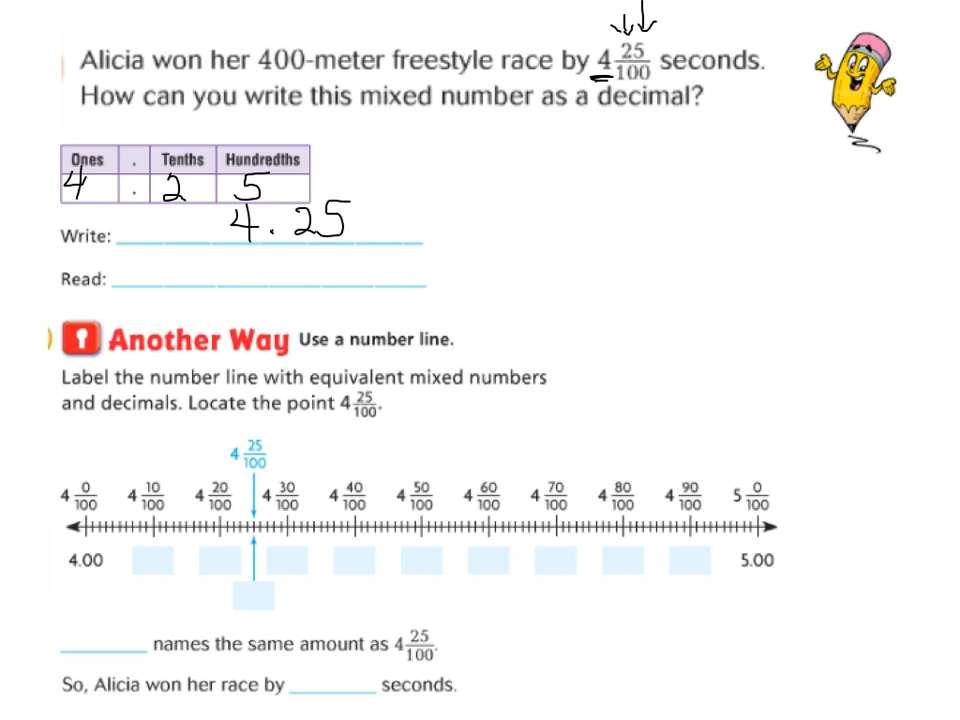 Alicia won her 400-meter freestyle race by 4 25/100 seconds.
How can you write this mixed number as a decimal?
Ones . Tenths Hundredths
4 . 2 5
4.25
Write:
Read:
Another Way Use a number line.
Label the number line with equivalent mixed numbers
and decimals. Locate the point 4 25/100.
4 25/100
4 0/100 4 10/100 4 20/100 4 30/100 4 40/100 4 50/100 4 60/100 4 70/100 4 80/100 4 90/100 5 0/100
4.00 5.00
names the same amount as 4 25/100.
So, Alicia won her race by seconds.